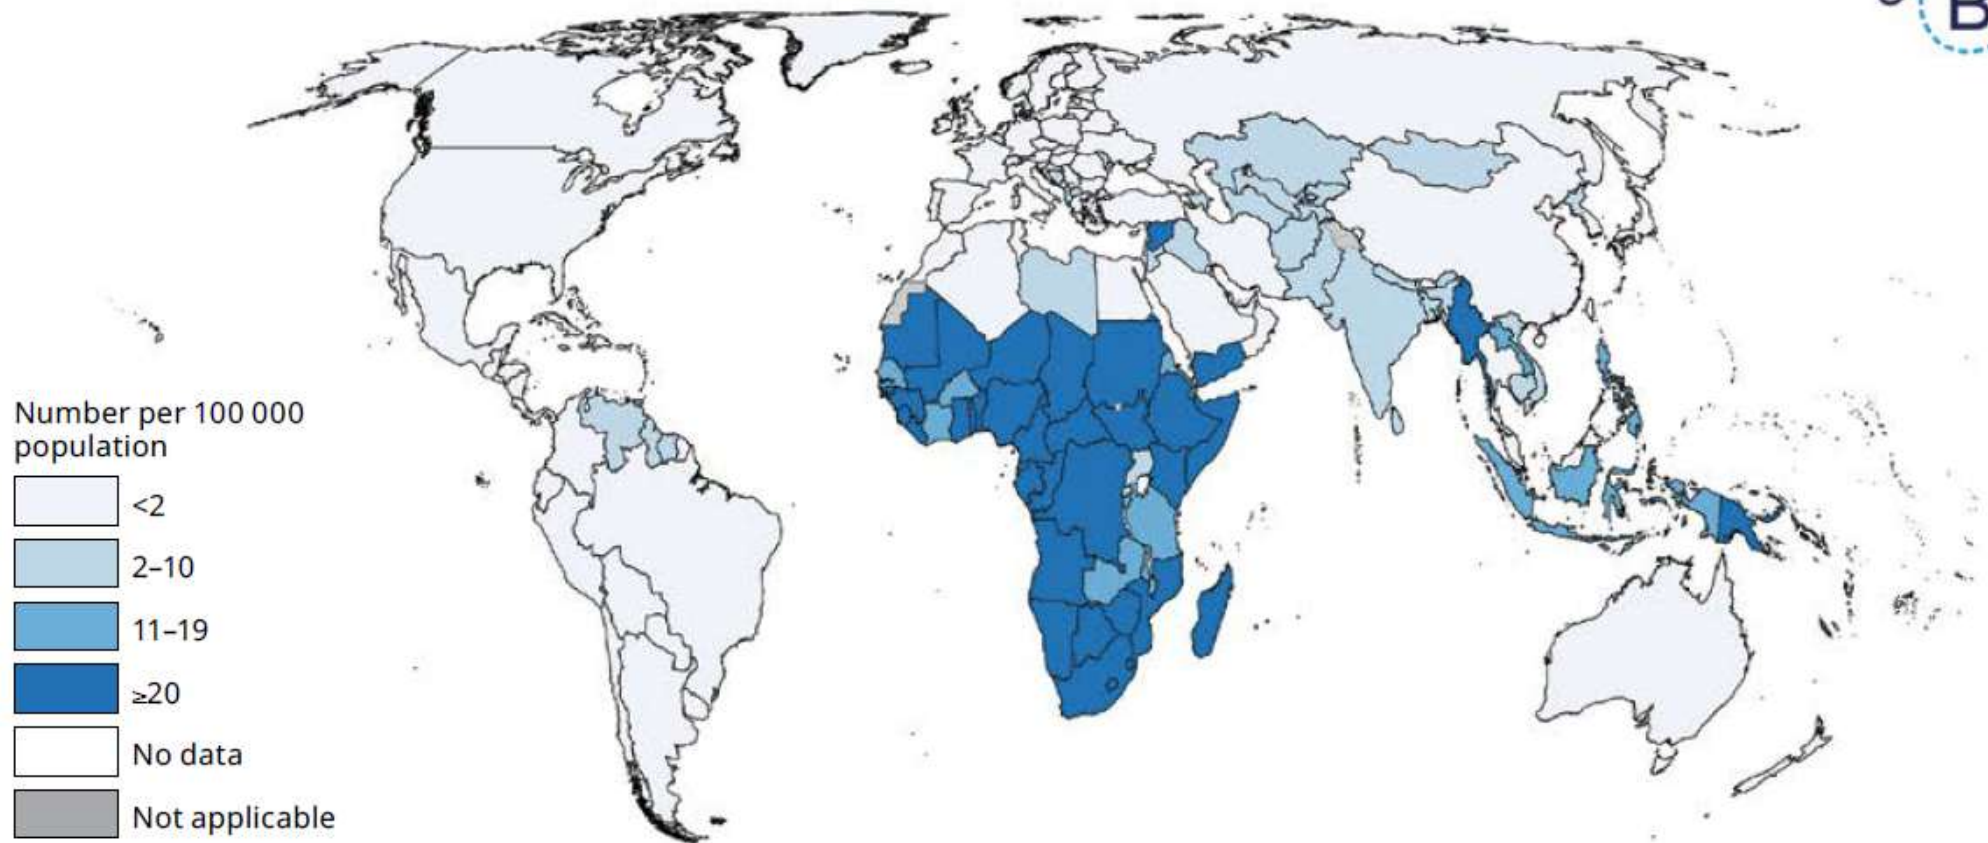 B
Number per 100 000
population
<2
2–10
11–19
≥20
No data
Not applicable